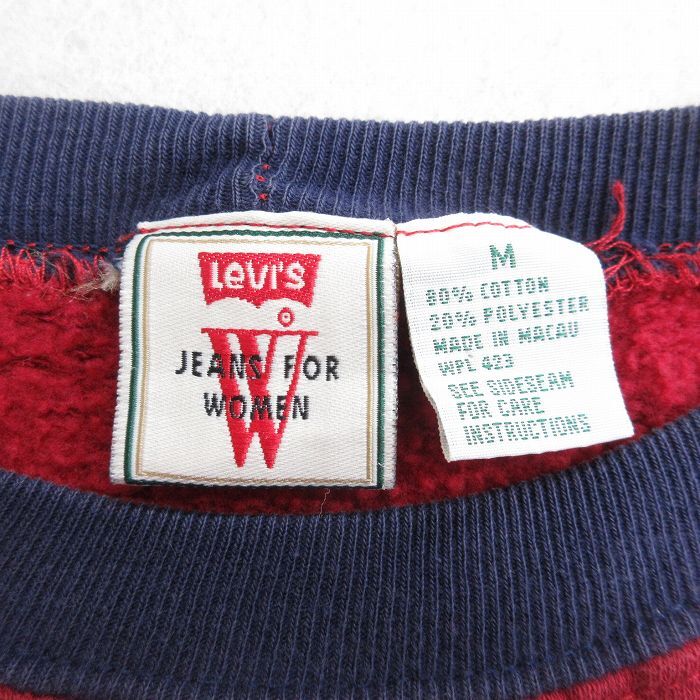 LEVI'S
®
JEANS FOR
WOMEN
W
M
80% COTTON
20% POLYESTER
MADE IN MACAU
WPL 423
SEE SIDESEAM
FOR CARE
INSTRUCTIONS